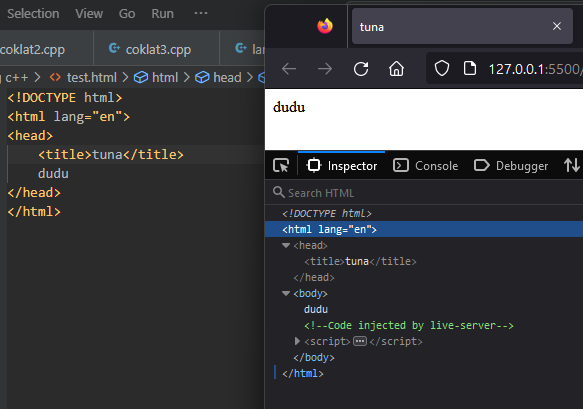 Selection View Go Run ···
coklat2.cpp coklat3.cpp lan
g c++ > test.html > html > head
<!DOCTYPE html>
<html lang="en">
<head>
<title>tuna</title>
dudu
</head>
</html>
tuna
127.0.0.1:5500/
dudu
Inspector Console Debugger
Search HTML
<!DOCTYPE html>
<html lang="en">
<head>
<title>tuna</title>
</head>
<body>
dudu
<!--Code injected by live-server-->
<script>···</script>
</body>
</html>